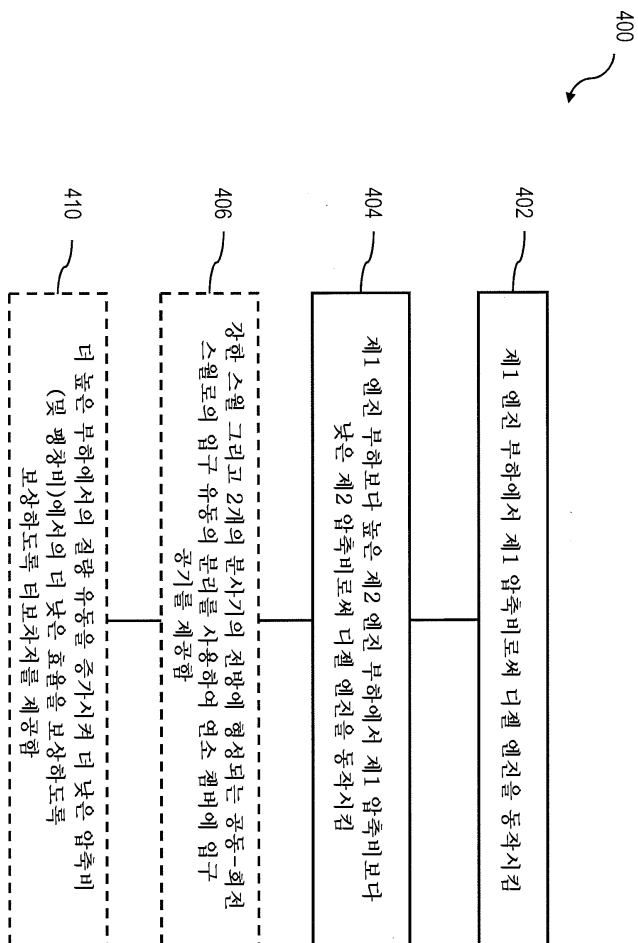 400
402
제1 엔진 부하에서 제1 압축비로써 디젤 엔진을 동작시킴
404
제1 엔진 부하보다 높은 제2 엔진 부하에서 제1 압축비보다
낮은 제2 압축비로써 디젤 엔진을 동작시킴
406
강한 스월 그리고 2개의 분사기의 전방에 형성되는 공동-회전
스월로의 입구 유동의 분리를 사용하여 연소 챔버에 입구
공기를 제공함
410
더 높은 부하에서의 질량 유동을 증가시켜 더 낮은 압축비
(및 팽창비)에서의 더 낮은 효율을 보상하도록
보상하도록 터보차저를 제공함